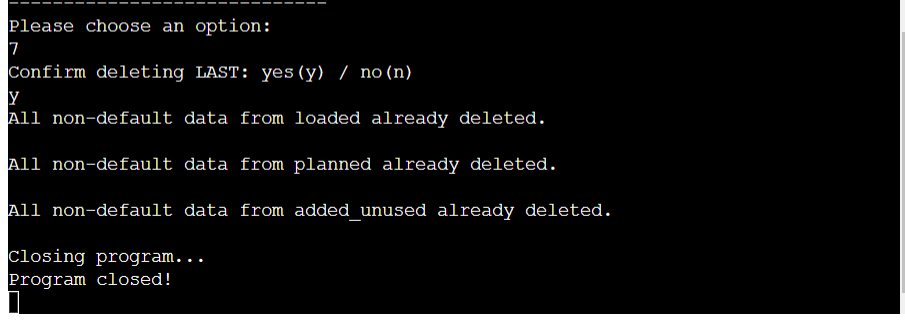 -----------------------------
Please choose an option:
7
Confirm deleting LAST: yes(y) / no(n)
y
All non-default data from loaded already deleted.
All non-default data from planned already deleted.
All non-default data from added_unused already deleted.
Closing program...
Program closed!